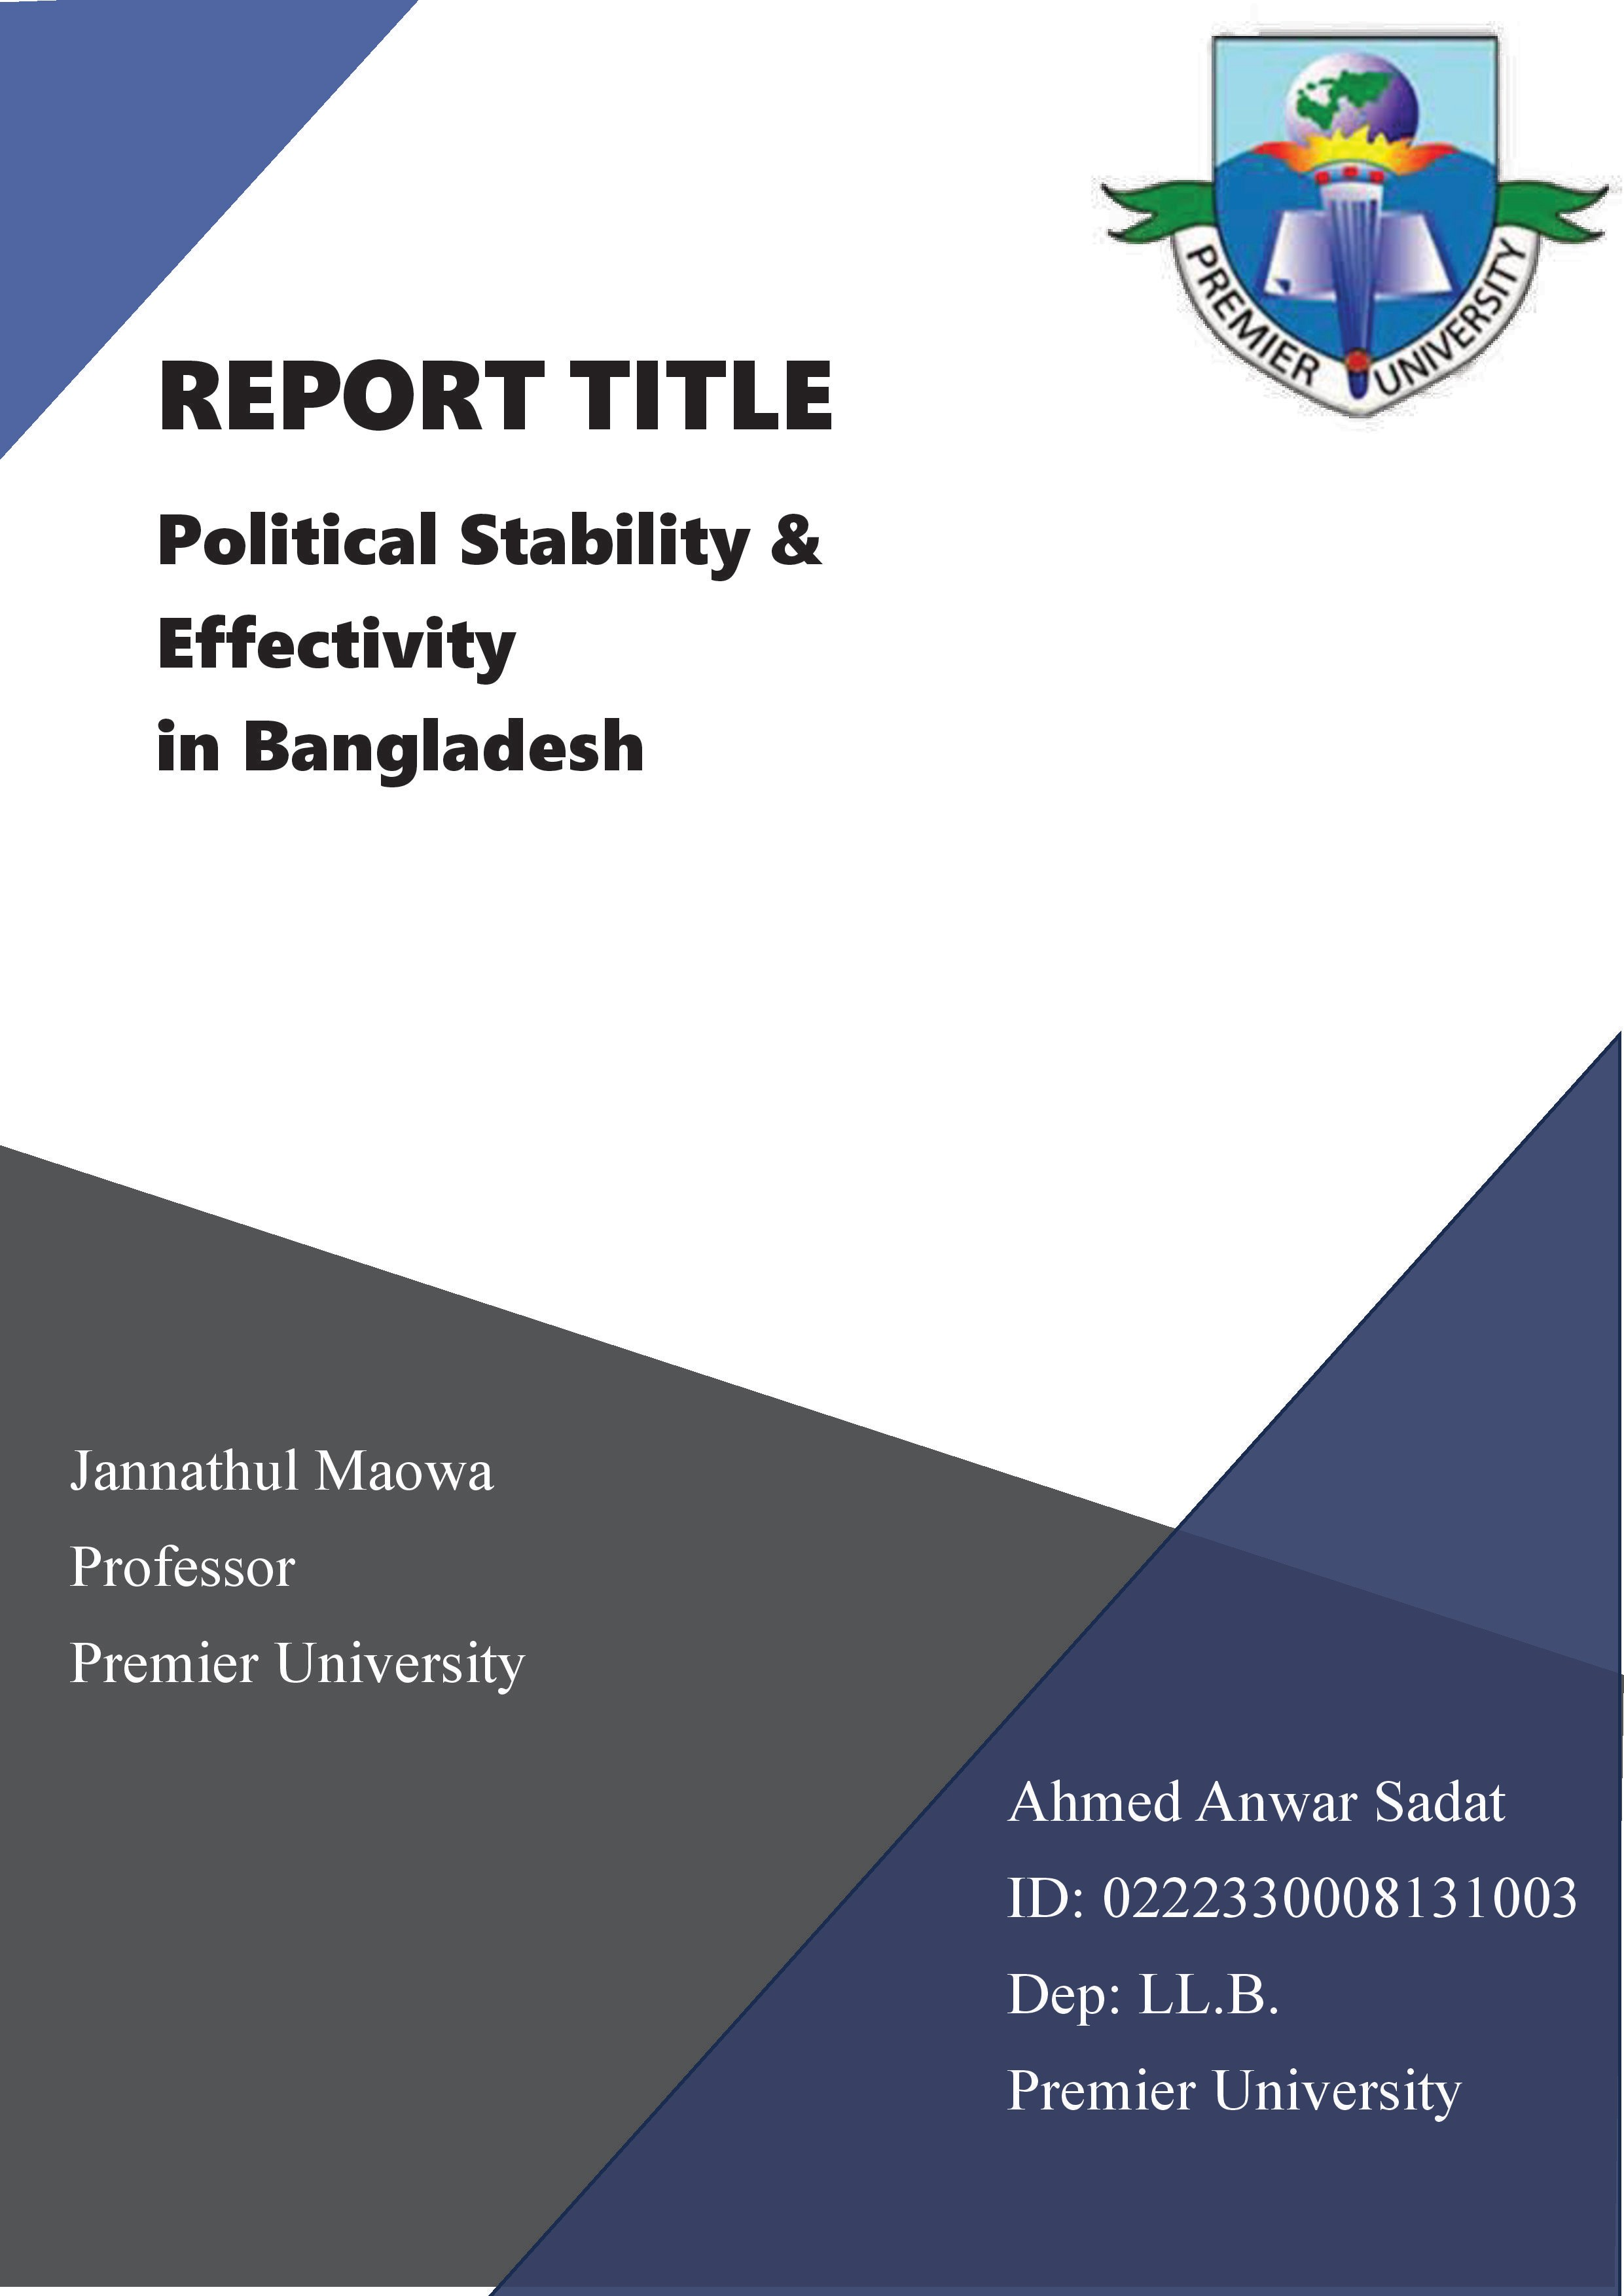 PREMIER UNIVERSITY
REPORT TITLE
Political Stability &
Effectivity
in Bangladesh
Jannathul Maowa
Professor
Premier University
Ahmed Anwar Sadat
ID: 0222330008131003
Dep: LL.B.
Premier University